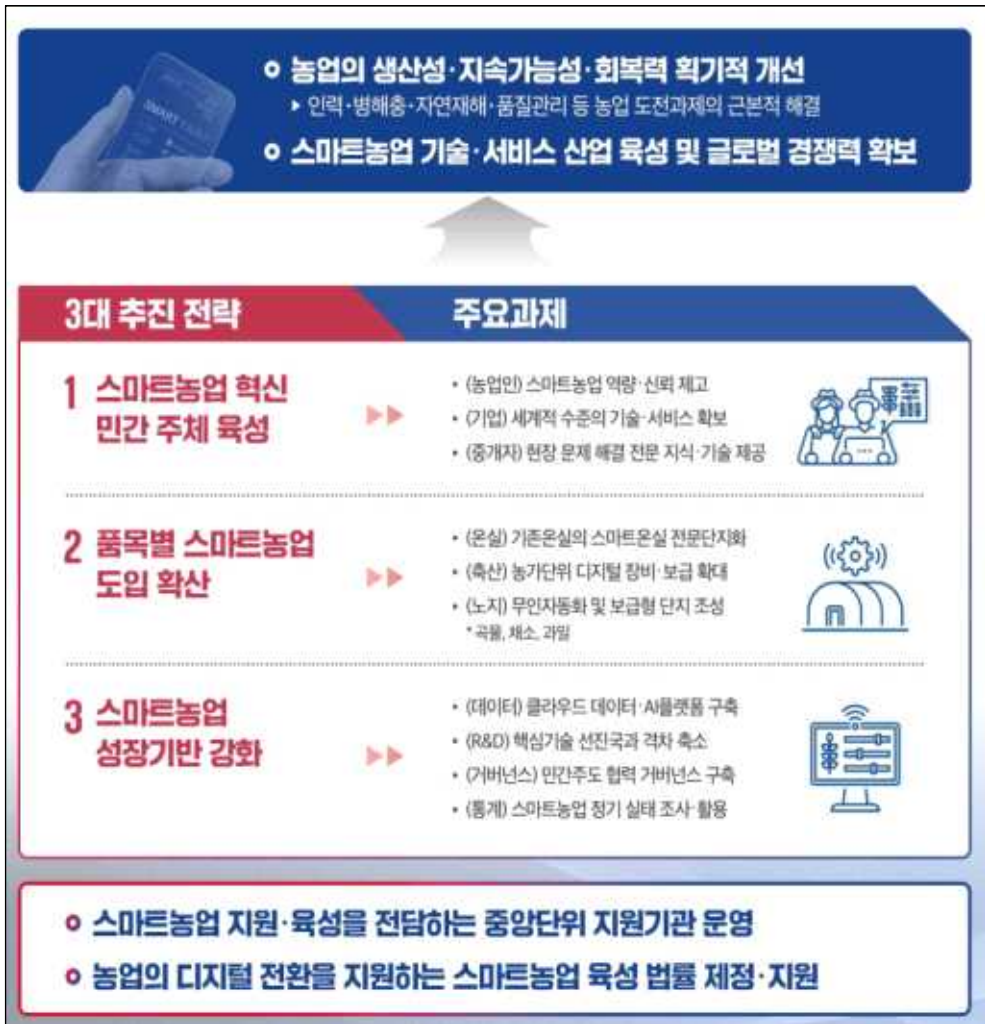 농업의 생산성·지속가능성·회복력 획기적 개선
▸ 인력·병해충·자연재해·품질관리 등 농업 도전과제의 근본적 해결
스마트농업 기술·서비스 산업 육성 및 글로벌 경쟁력 확보
3대 추진 전략
주요과제
1 스마트농업 혁신
민간 주체 육성
• (농업인) 스마트농업 역량·신뢰 제고
• (기업) 세계적 수준의 기술·서비스 확보
• (중개자) 현장 문제 해결 전문 지식·기술 제공
2 품목별 스마트농업
도입 확산
• (온실) 기존온실의 스마트온실 전문단지화
• (축산) 농가단위 디지털 장비·보급 확대
• (노지) 무인자동화 및 보급형 단지 조성
* 곡물, 채소, 과일
3 스마트농업
성장기반 강화
• (데이터) 클라우드 데이터·AI플랫폼 구축
• (R&D) 핵심기술 선진국과 격차 축소
• (거버넌스) 민간주도 협력 거버넌스 구축
• (통계) 스마트농업 정기 실태 조사·활용
스마트농업 지원·육성을 전담하는 중앙단위 지원기관 운영
농업의 디지털 전환을 지원하는 스마트농업 육성 법률 제정·지원